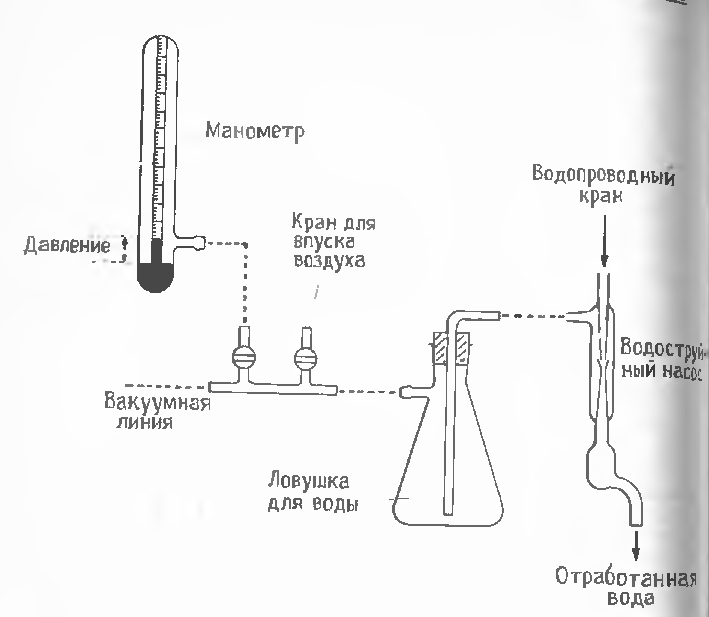 Манометр
Водопроводный
кран
Кран для
впуска
воздуха
Давление
Водоструй-
ный насос
Вакуумная
линия
Ловушка
для воды
Отработанная
вода